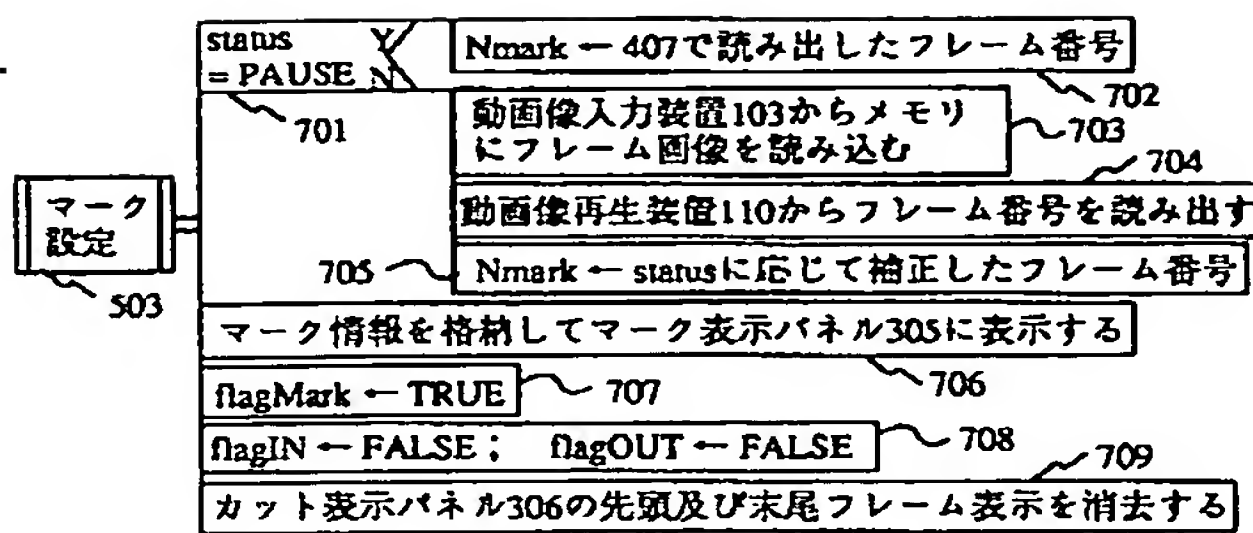 status Y
= PAUSE N
Nmark ← 407で読み出したフレーム番号
702
701
動画像入力装置103からメモリ
にフレーム画像を読み込む
703
704
動画像再生装置110からフレーム番号を読み出す
マーク
設定
503
705
Nmark ← statusに応じて補正したフレーム番号
マーク情報を格納してマーク表示パネル305に表示する
706
flagMark ← TRUE
707
flagIN ← FALSE; flagOUT ← FALSE
708
709
カット表示パネル306の先頭及び末尾フレーム表示を消去する